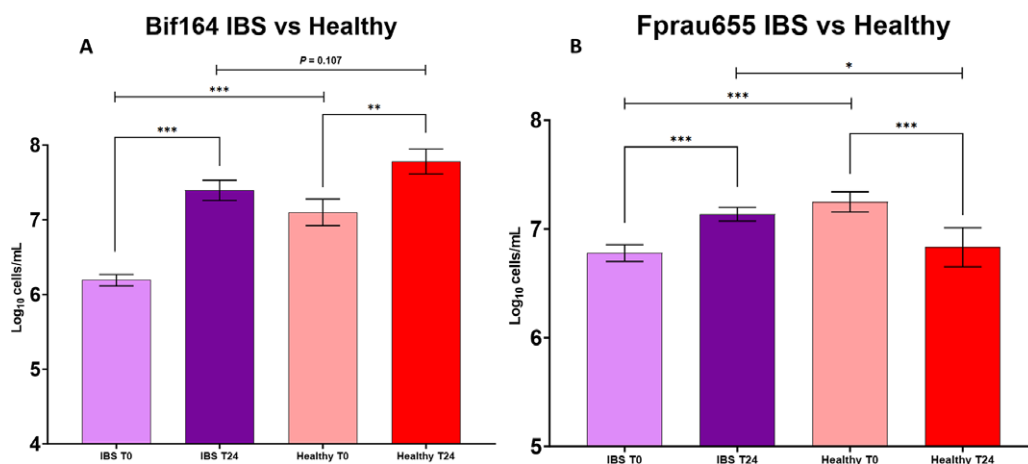 Bif164 IBS vs Healthy
A
P = 0.107
***
**
***
Log10 cells/mL
8
7
6
5
4
IBS T0 IBS T24 Healthy T0 Healthy T24
Fprau655 IBS vs Healthy
B
*
***
***
***
Log10 cells/mL
8
7
6
5
IBS T0 IBS T24 Healthy T0 Healthy T24